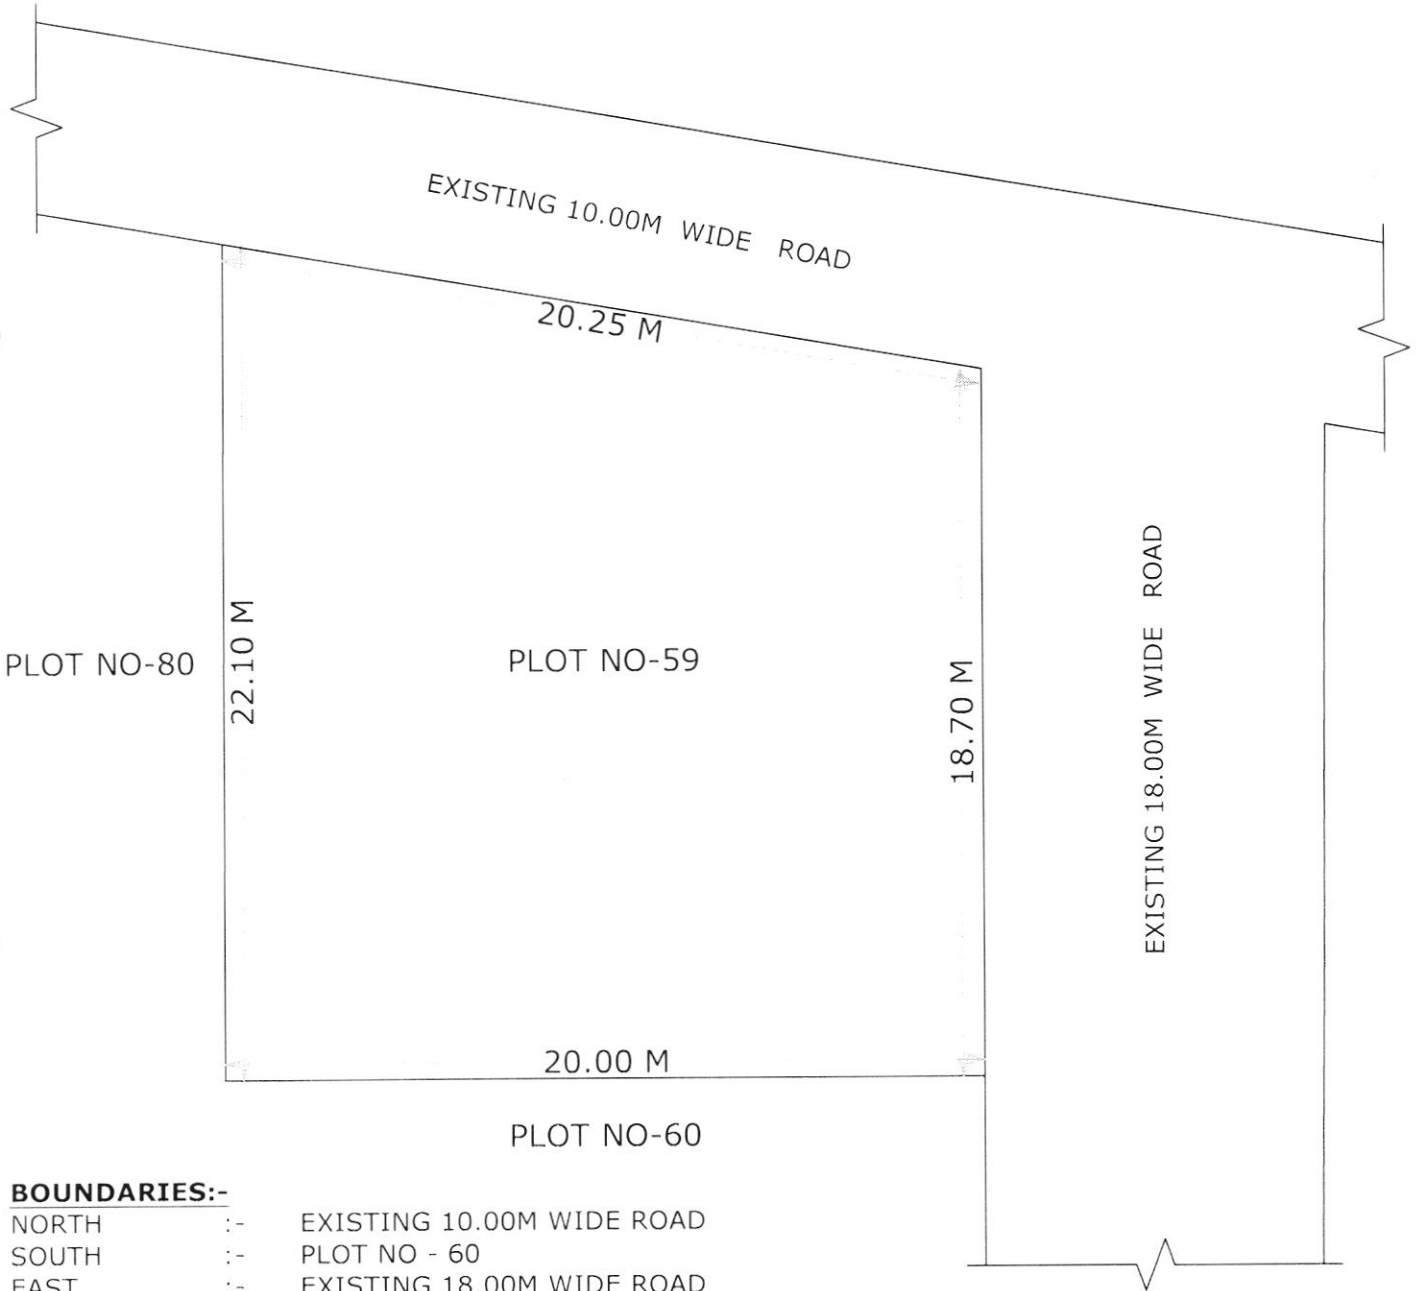 EXISTING 10.00M WIDE ROAD
20.25 M
PLOT NO-80
22.10 M
PLOT NO-59
18.70 M
EXISTING 18.00M WIDE ROAD
20.00 M
PLOT NO-60
BOUNDARIES:-
NORTH :- EXISTING 10.00M WIDE ROAD
SOUTH :- PLOT NO - 60
EAST :- EXISTING 18.00M WIDE ROAD